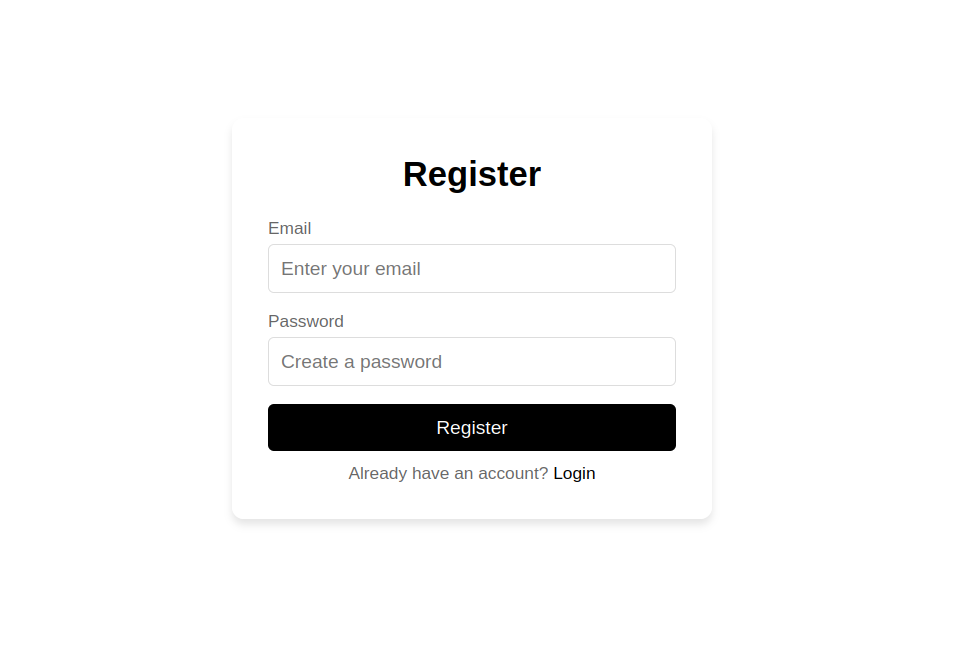 Register
Email
Enter your email
Password
Create a password
Register
Already have an account? Login